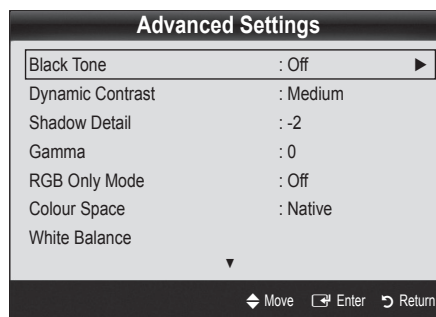 Advanced Settings
Black Tone : Off ►
Dynamic Contrast : Medium
Shadow Detail : -2
Gamma : 0
RGB Only Mode : Off
Colour Space : Native
White Balance
▼
Move Enter Return